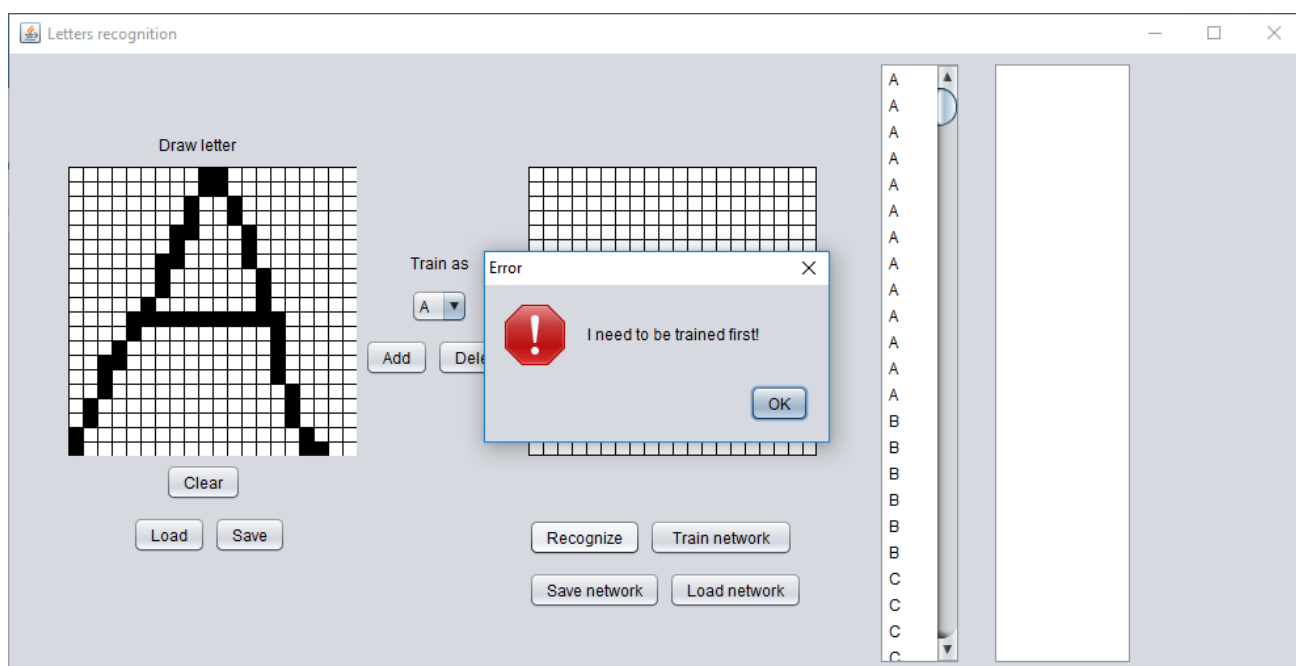 Letters recognition
Draw letter
Train as
A
Add
Dele
Error
I need to be trained first!
OK
Clear
Load
Save
Recognize
Train network
Save network
Load network
A
A
A
A
A
A
A
A
A
A
A
A
A
B
B
B
B
B
B
C
C
C
C